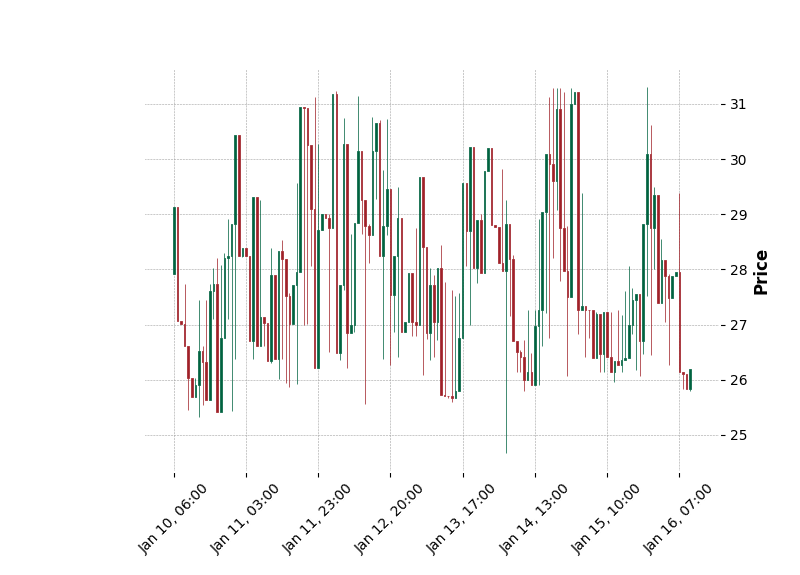 31
30
29
28
27
26
25
Price
Jan 10, 06:00
Jan 11, 03:00
Jan 11, 23:00
Jan 12, 20:00
Jan 13, 17:00
Jan 14, 13:00
Jan 15, 10:00
Jan 16, 07:00